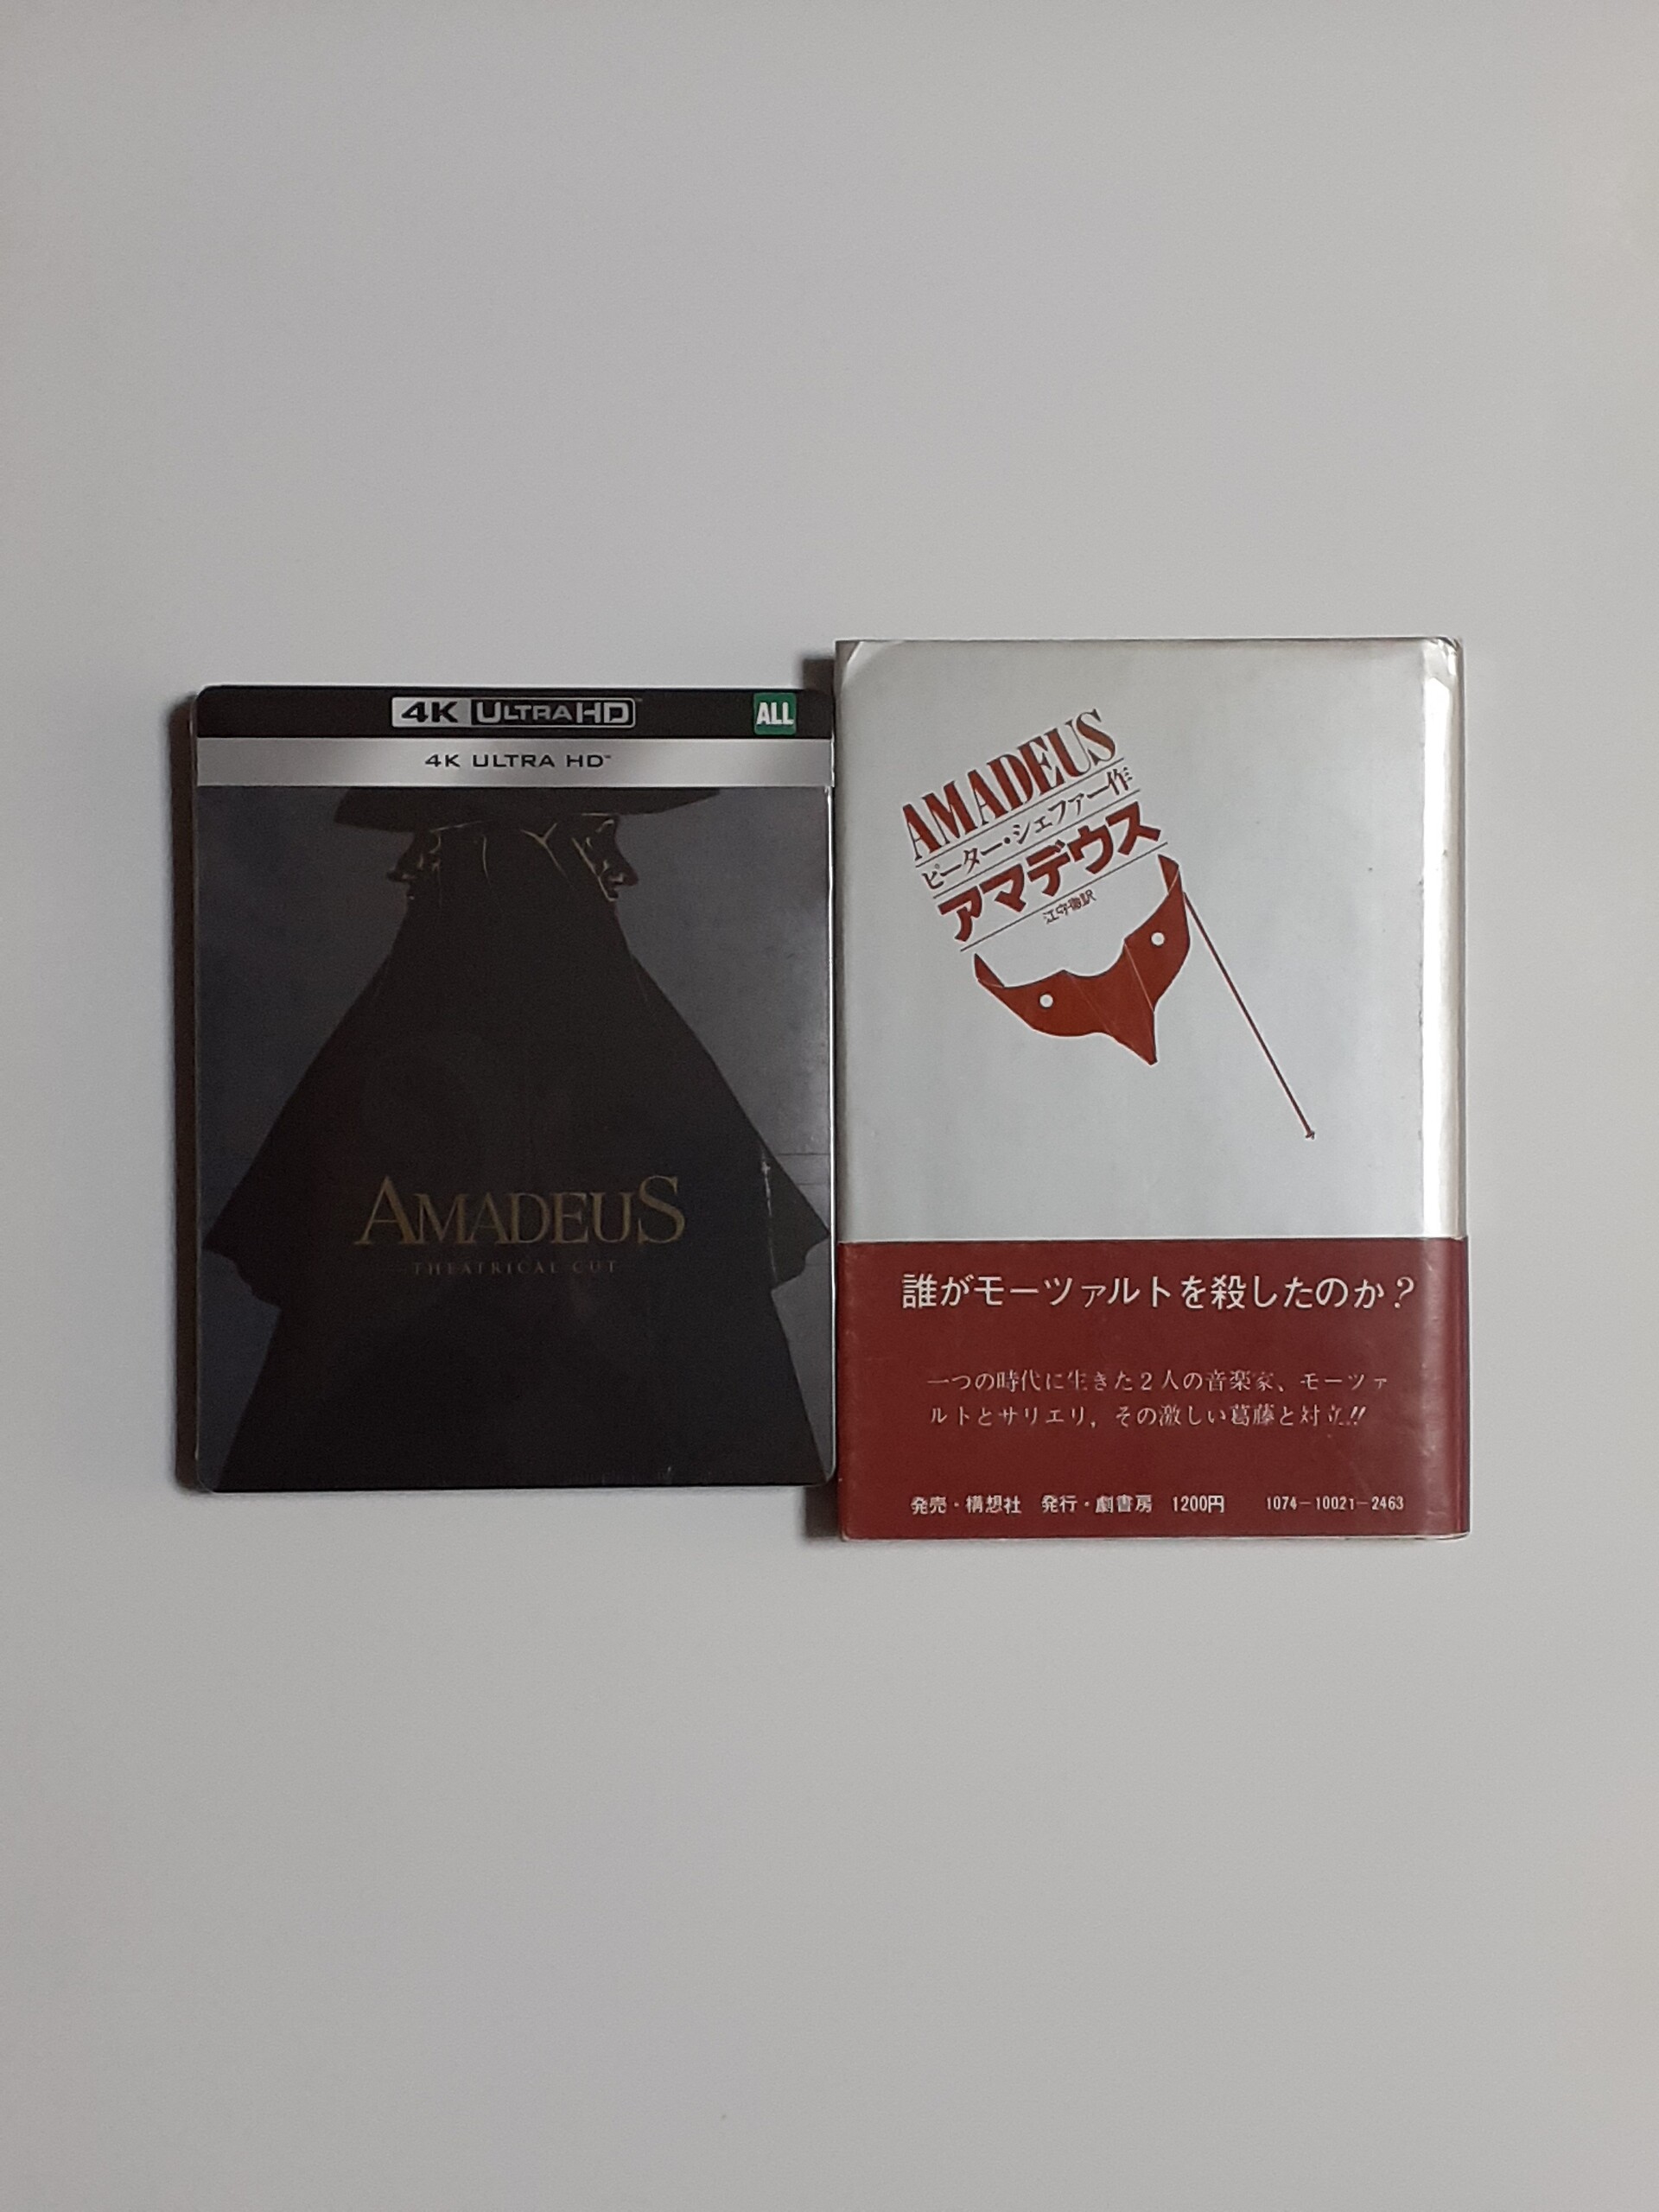 4K ULTRA HD™
ALL
4K ULTRA HD™
AMADEUS
THEATRICAL CUT
AMADEUS
ピーター・シェファー作
アマデウス
江守徹訳
誰がモーツァルトを殺したのか?
一つの時代に生きた2人の音楽家、モーツァ
ルトとサリエリ，その激しい葛藤と対立!!
発売・構想社 発行・劇書房 1200円 1074-10021-2463